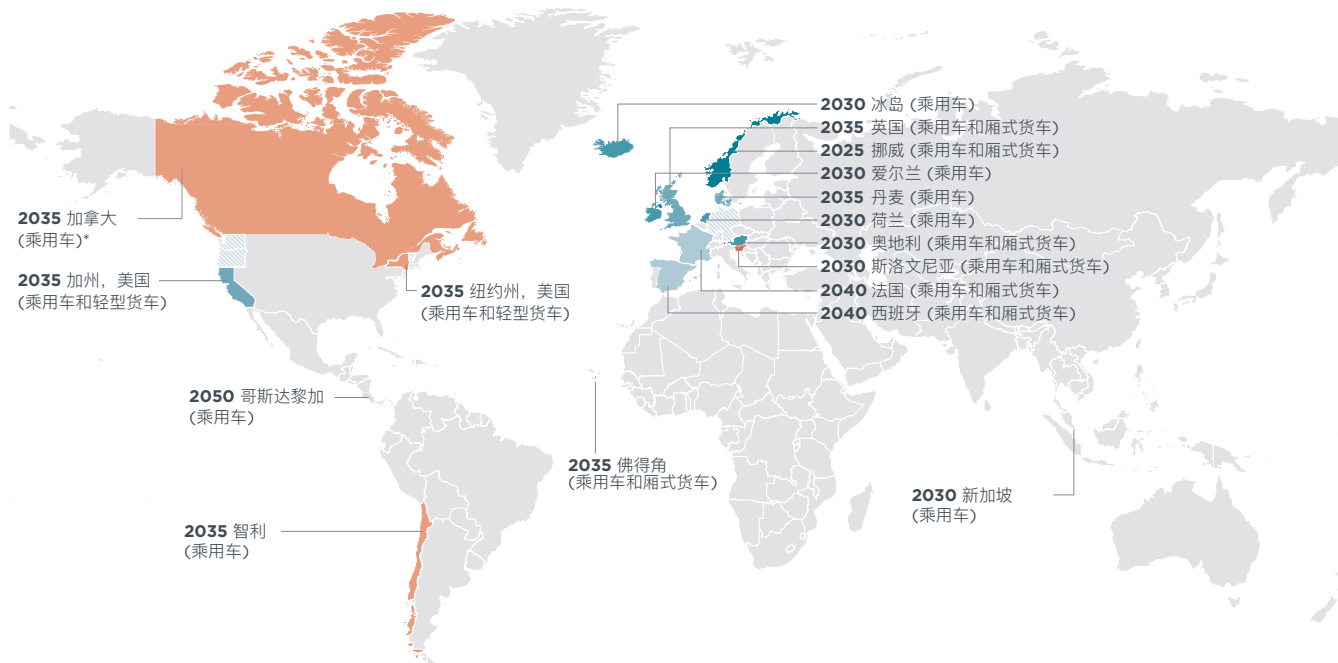 2030 冰岛 (乘用车)
2035 英国 (乘用车和厢式货车)
2025 挪威 (乘用车和厢式货车)
2030 爱尔兰 (乘用车)
2035 丹麦 (乘用车)
2030 荷兰 (乘用车)
2030 奥地利 (乘用车和厢式货车)
2030 斯洛文尼亚 (乘用车和厢式货车)
2040 法国 (乘用车和厢式货车)
2040 西班牙 (乘用车和厢式货车)
2035 加拿大
(乘用车)*
2035 加州，美国
(乘用车和轻型货车)
2035 纽约州，美国
(乘用车和轻型货车)
2050 哥斯达黎加
(乘用车)
2035 佛得角
(乘用车和厢式货车)
2030 新加坡
(乘用车)
2035 智利
(乘用车)